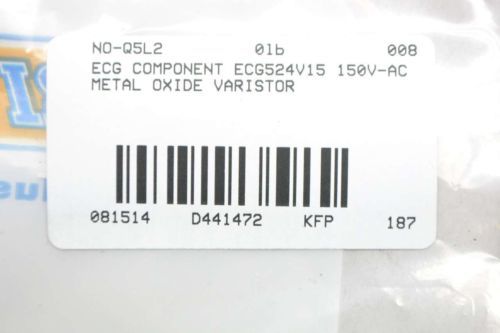 NO-Q5L2 01b 008
ECG COMPONENT ECG524V15 150V-AC
METAL OXIDE VARISTOR
081514 D441472 KFP 187